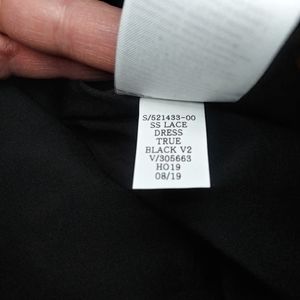 S/521433-00
SS LACE
DRESS
TRUE
BLACK V2
V/305663
HO19
08/19